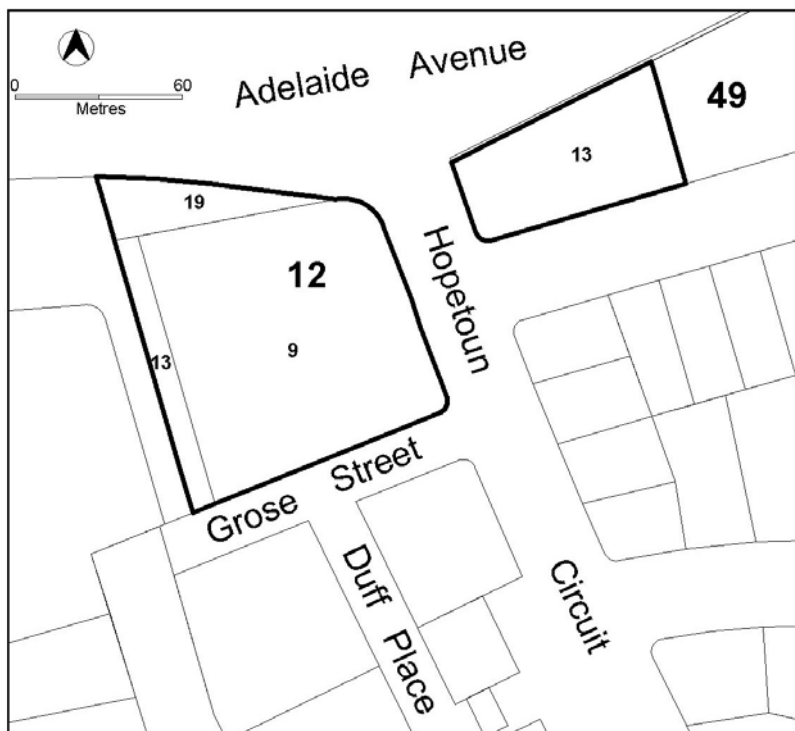 0 60
Metres
Adelaide Avenue
49
13
19
Hopetoun
12
13
9
Grose Street
Duff Place
Circuit